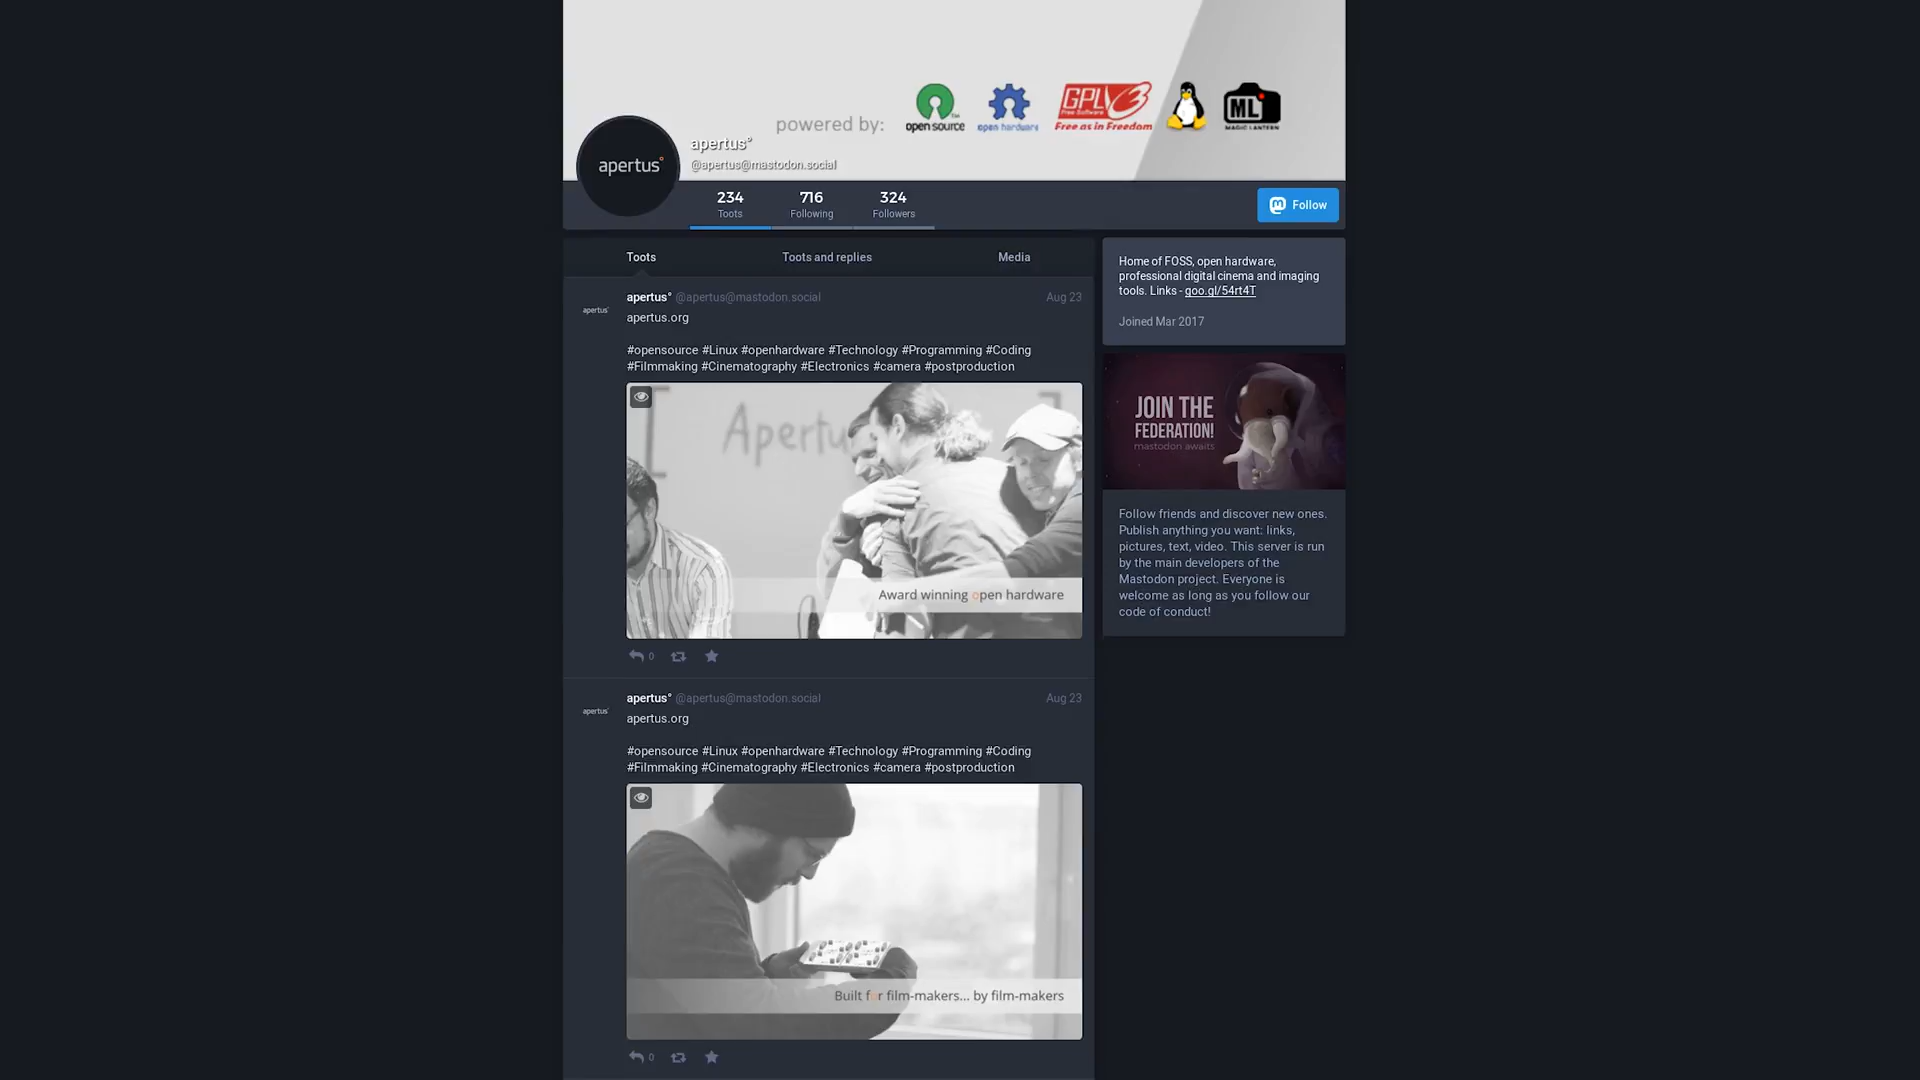 powered by:
open source
open hardware
GPL v3
Free Software
Free as in Freedom
ML
MAGIC LANTERN
apertus°
apertus°
@apertus@mastodon.social
234
716
324
Toots
Following
Followers
Follow
Toots
Toots and replies
Media
apertus°
apertus° @apertus@mastodon.social
Aug 23
apertus.org
#opensource #Linux #openhardware #Technology #Programming #Coding
#Filmmaking #Cinematography #Electronics #camera #postproduction
Apertu
Award winning open hardware
0
apertus°
apertus° @apertus@mastodon.social
Aug 23
apertus.org
#opensource #Linux #openhardware #Technology #Programming #Coding
#Filmmaking #Cinematography #Electronics #camera #postproduction
Built for film-makers... by film-makers
0
Home of FOSS, open hardware,
professional digital cinema and imaging
tools. Links - goo.gl/54rt4T
Joined Mar 2017
JOIN THE
FEDERATION!
mastodon awaits
Follow friends and discover new ones.
Publish anything you want: links,
pictures, text, video. This server is run
by the main developers of the
Mastodon project. Everyone is
welcome as long as you follow our
code of conduct!